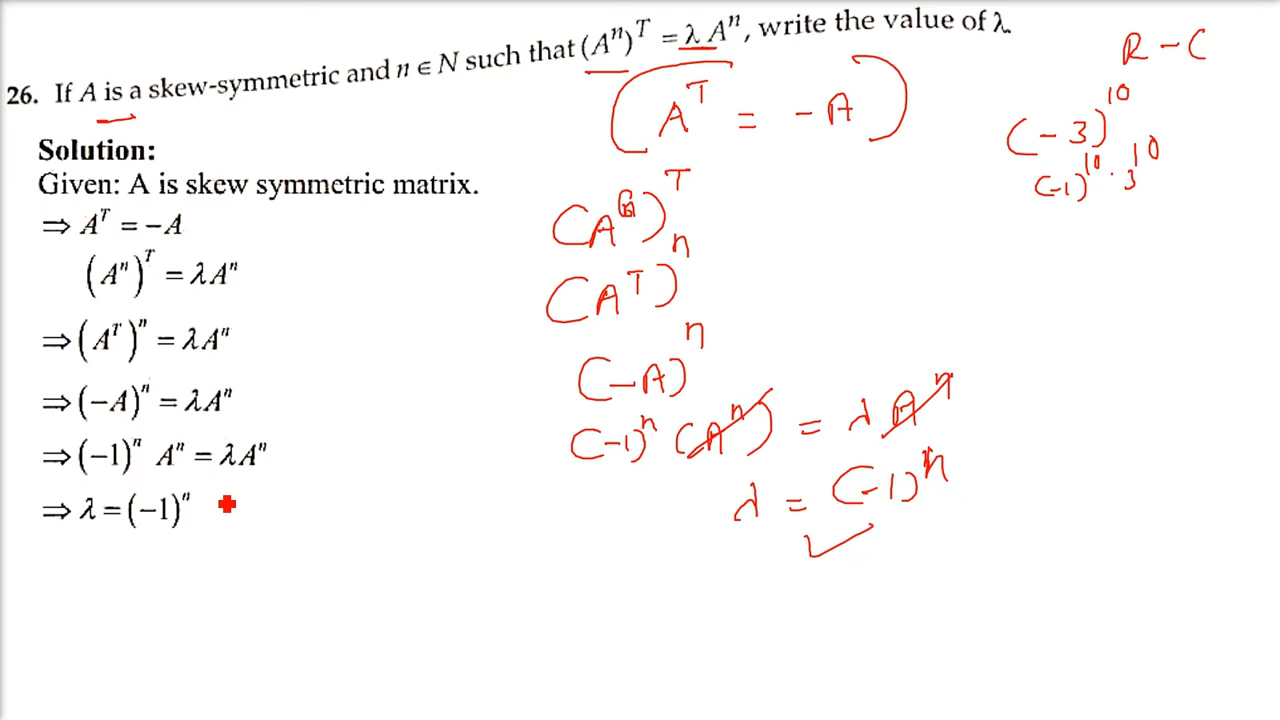 26. If A is a skew-symmetric and n ∈ N such that (Aⁿ)ᵀ = λ Aⁿ, write the value of λ.
Solution:
Given: A is skew symmetric matrix.
⇒ Aᵀ = −A
(Aⁿ)ᵀ = λAⁿ
⇒ (Aᵀ)ⁿ = λAⁿ
⇒ (−A)ⁿ = λAⁿ
⇒ (−1)ⁿ Aⁿ = λAⁿ
⇒ λ = (−1)ⁿ
(Aᵀ = −A)
(Aⁿ)ᵀ
(Aᵀ)ⁿ
(−A)ⁿ
(−1)ⁿ (Aⁿ) = λ Aⁿ
λ = (−1)ⁿ
R − C
(−3)¹⁰
(−1)¹⁰ · 3¹⁰